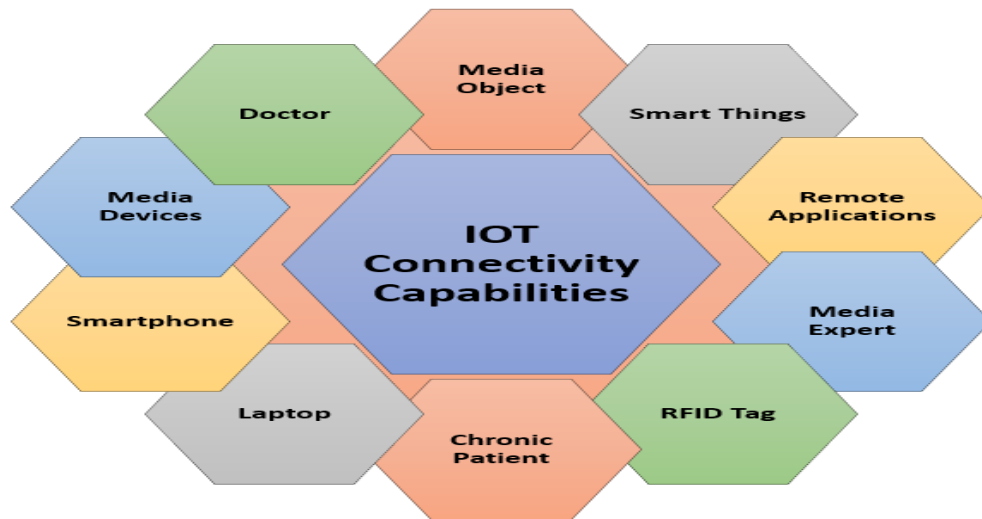 Media
Object
Doctor
Smart Things
Media
Devices
Remote
Applications
IOT
Connectivity
Capabilities
Smartphone
Media
Expert
Laptop
RFID Tag
Chronic
Patient